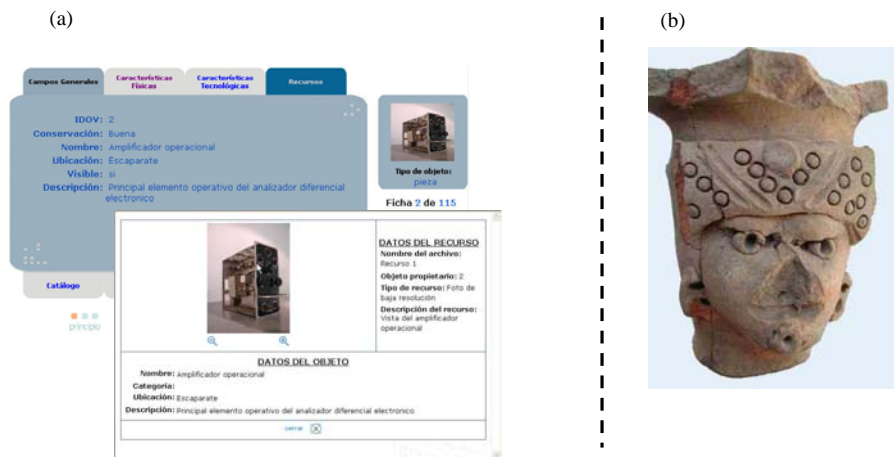 (a)
(b)
Campos Generales
Características
Físicas
Características
Tecnológicas
Recursos
IDOV: 2
Conservación: Buena
Nombre: Amplificador operacional
Ubicación: Escaparate
Visible: si
Descripción: Principal elemento operativo del analizador diferencial
electronico
Tipo de objeto:
pieza
Ficha 2 de 115
Catálogo
principio
DATOS DEL RECURSO
Nombre del archivo:
Recurso 1
Objeto propietario: 2
Tipo de recurso: Foto de
baja resolución
Descripción del recurso:
Vista del amplificador
operacional
DATOS DEL OBJETO
Nombre: Amplificador operacional
Categoria:
Ubicación: Escaparate
Descripción: Principal elemento operativo del analizador diferencial electronico
cerrar